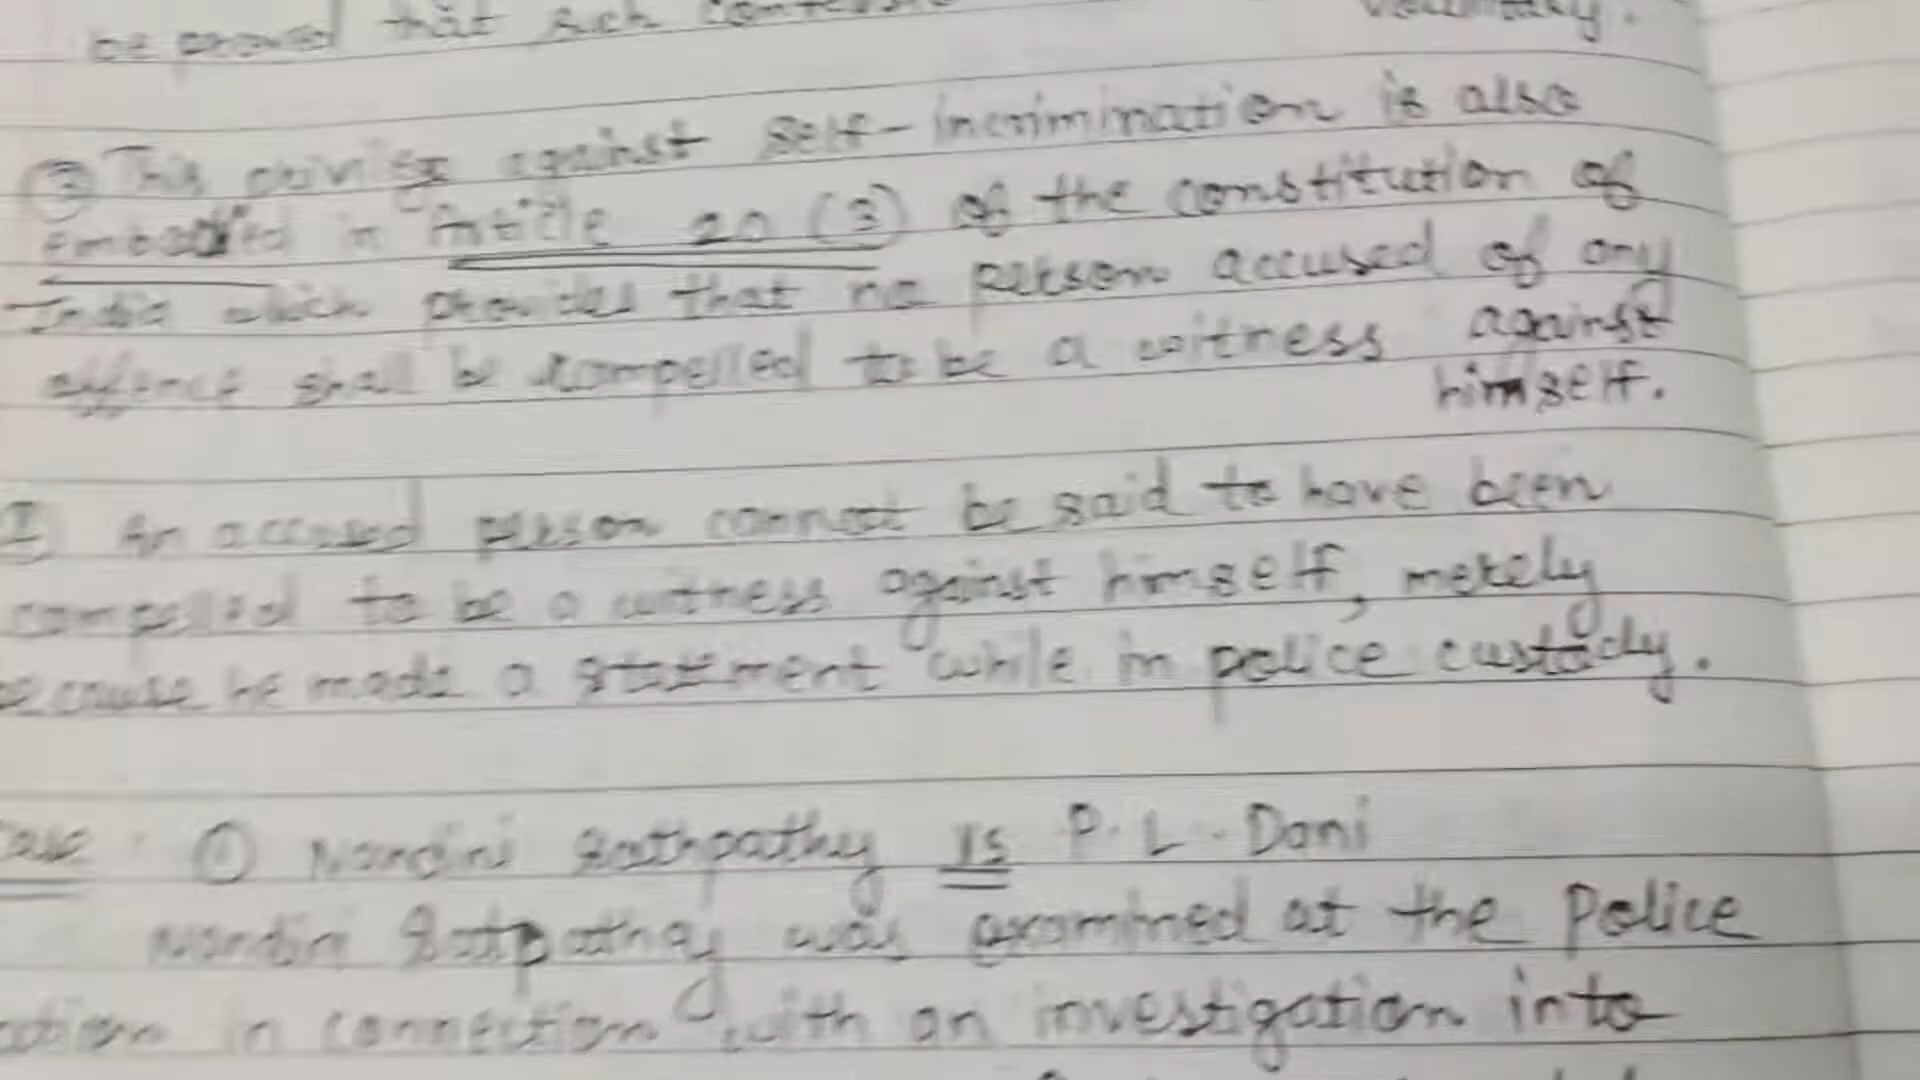 be proved that such
③ This privilege against self-incrimination is also
embodied in Article 20 (3) of the constitution of
India which provides that no person accused of any
offence shall be compelled to be a witness against
himself.
An accused person cannot be said to have been
compelled to be a witness against himself, merely
because he made a statement while in police custody.
Case : ① Nandini Sathpathy Vs P. L. Dani
Nandini Satpathy was examined at the Police
in connection with an investigation into